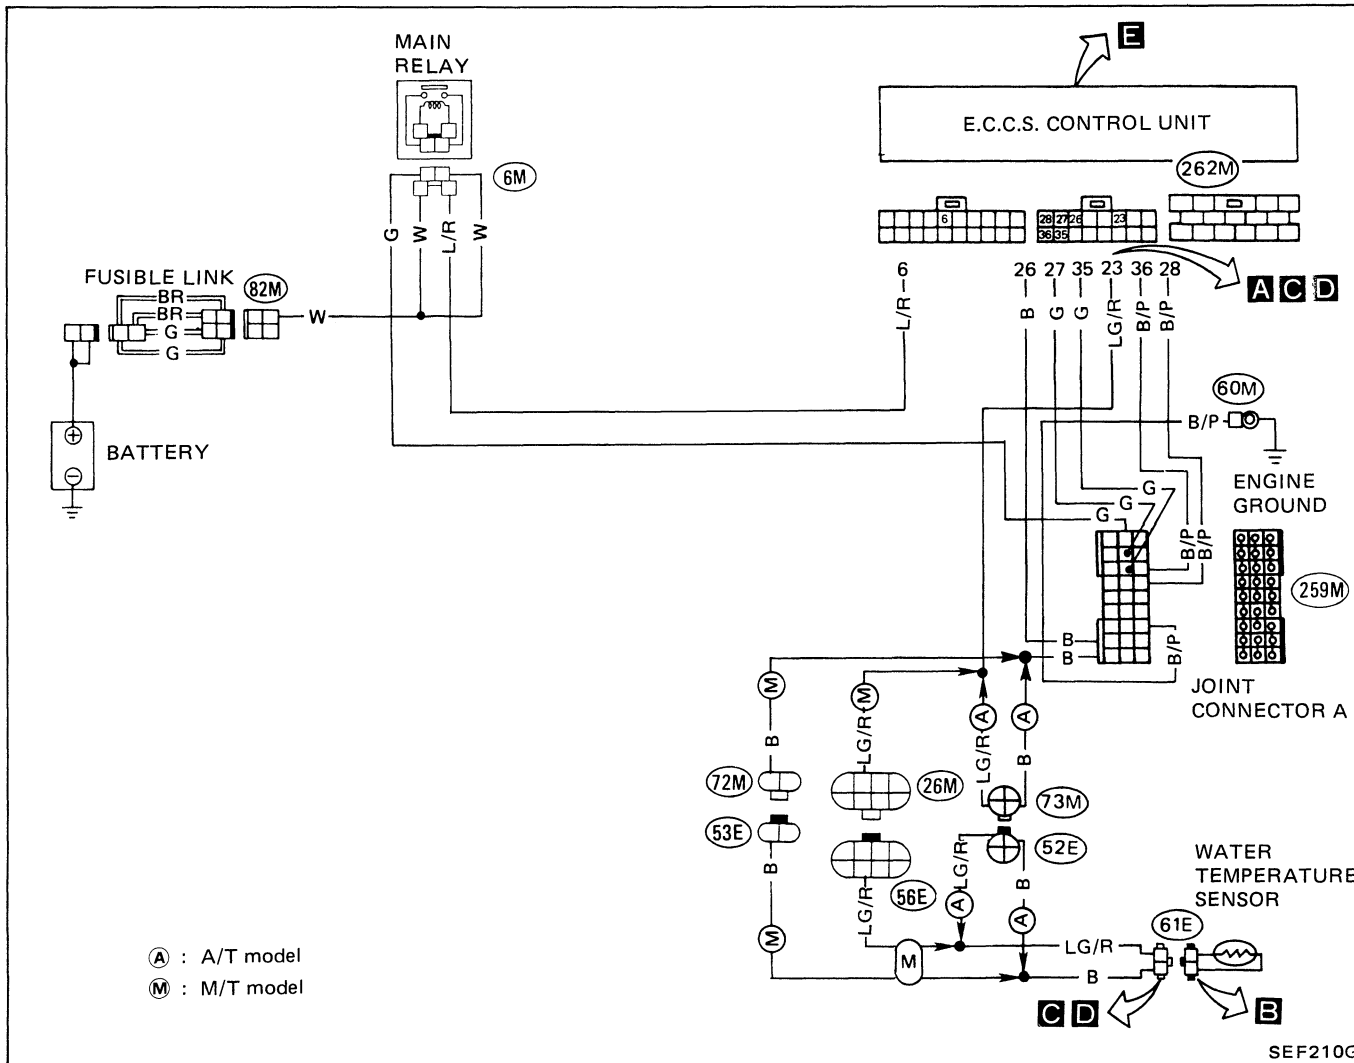 MAIN
RELAY
E
E.C.C.S. CONTROL UNIT
262M
6M
6
28 27 26 23
36 35
G W L/R W
FUSIBLE LINK
82M
BR
BR
G
G
W
6 26 27 35 23 36 28
L/R B G G LG/R B/P B/P
A C D
60M
B/P
BATTERY
ENGINE
GROUND
G
G
G
B/P B/P
259M
B
B
B/P
JOINT
CONNECTOR A
M M A A
B LG/R LG/R B
72M 26M 73M
53E 52E
B LG/R B
56E
LG/R
WATER
TEMPERATURE
SENSOR
A A
61E
M M
LG/R
B
A : A/T model
M : M/T model
C D B
SEF210G